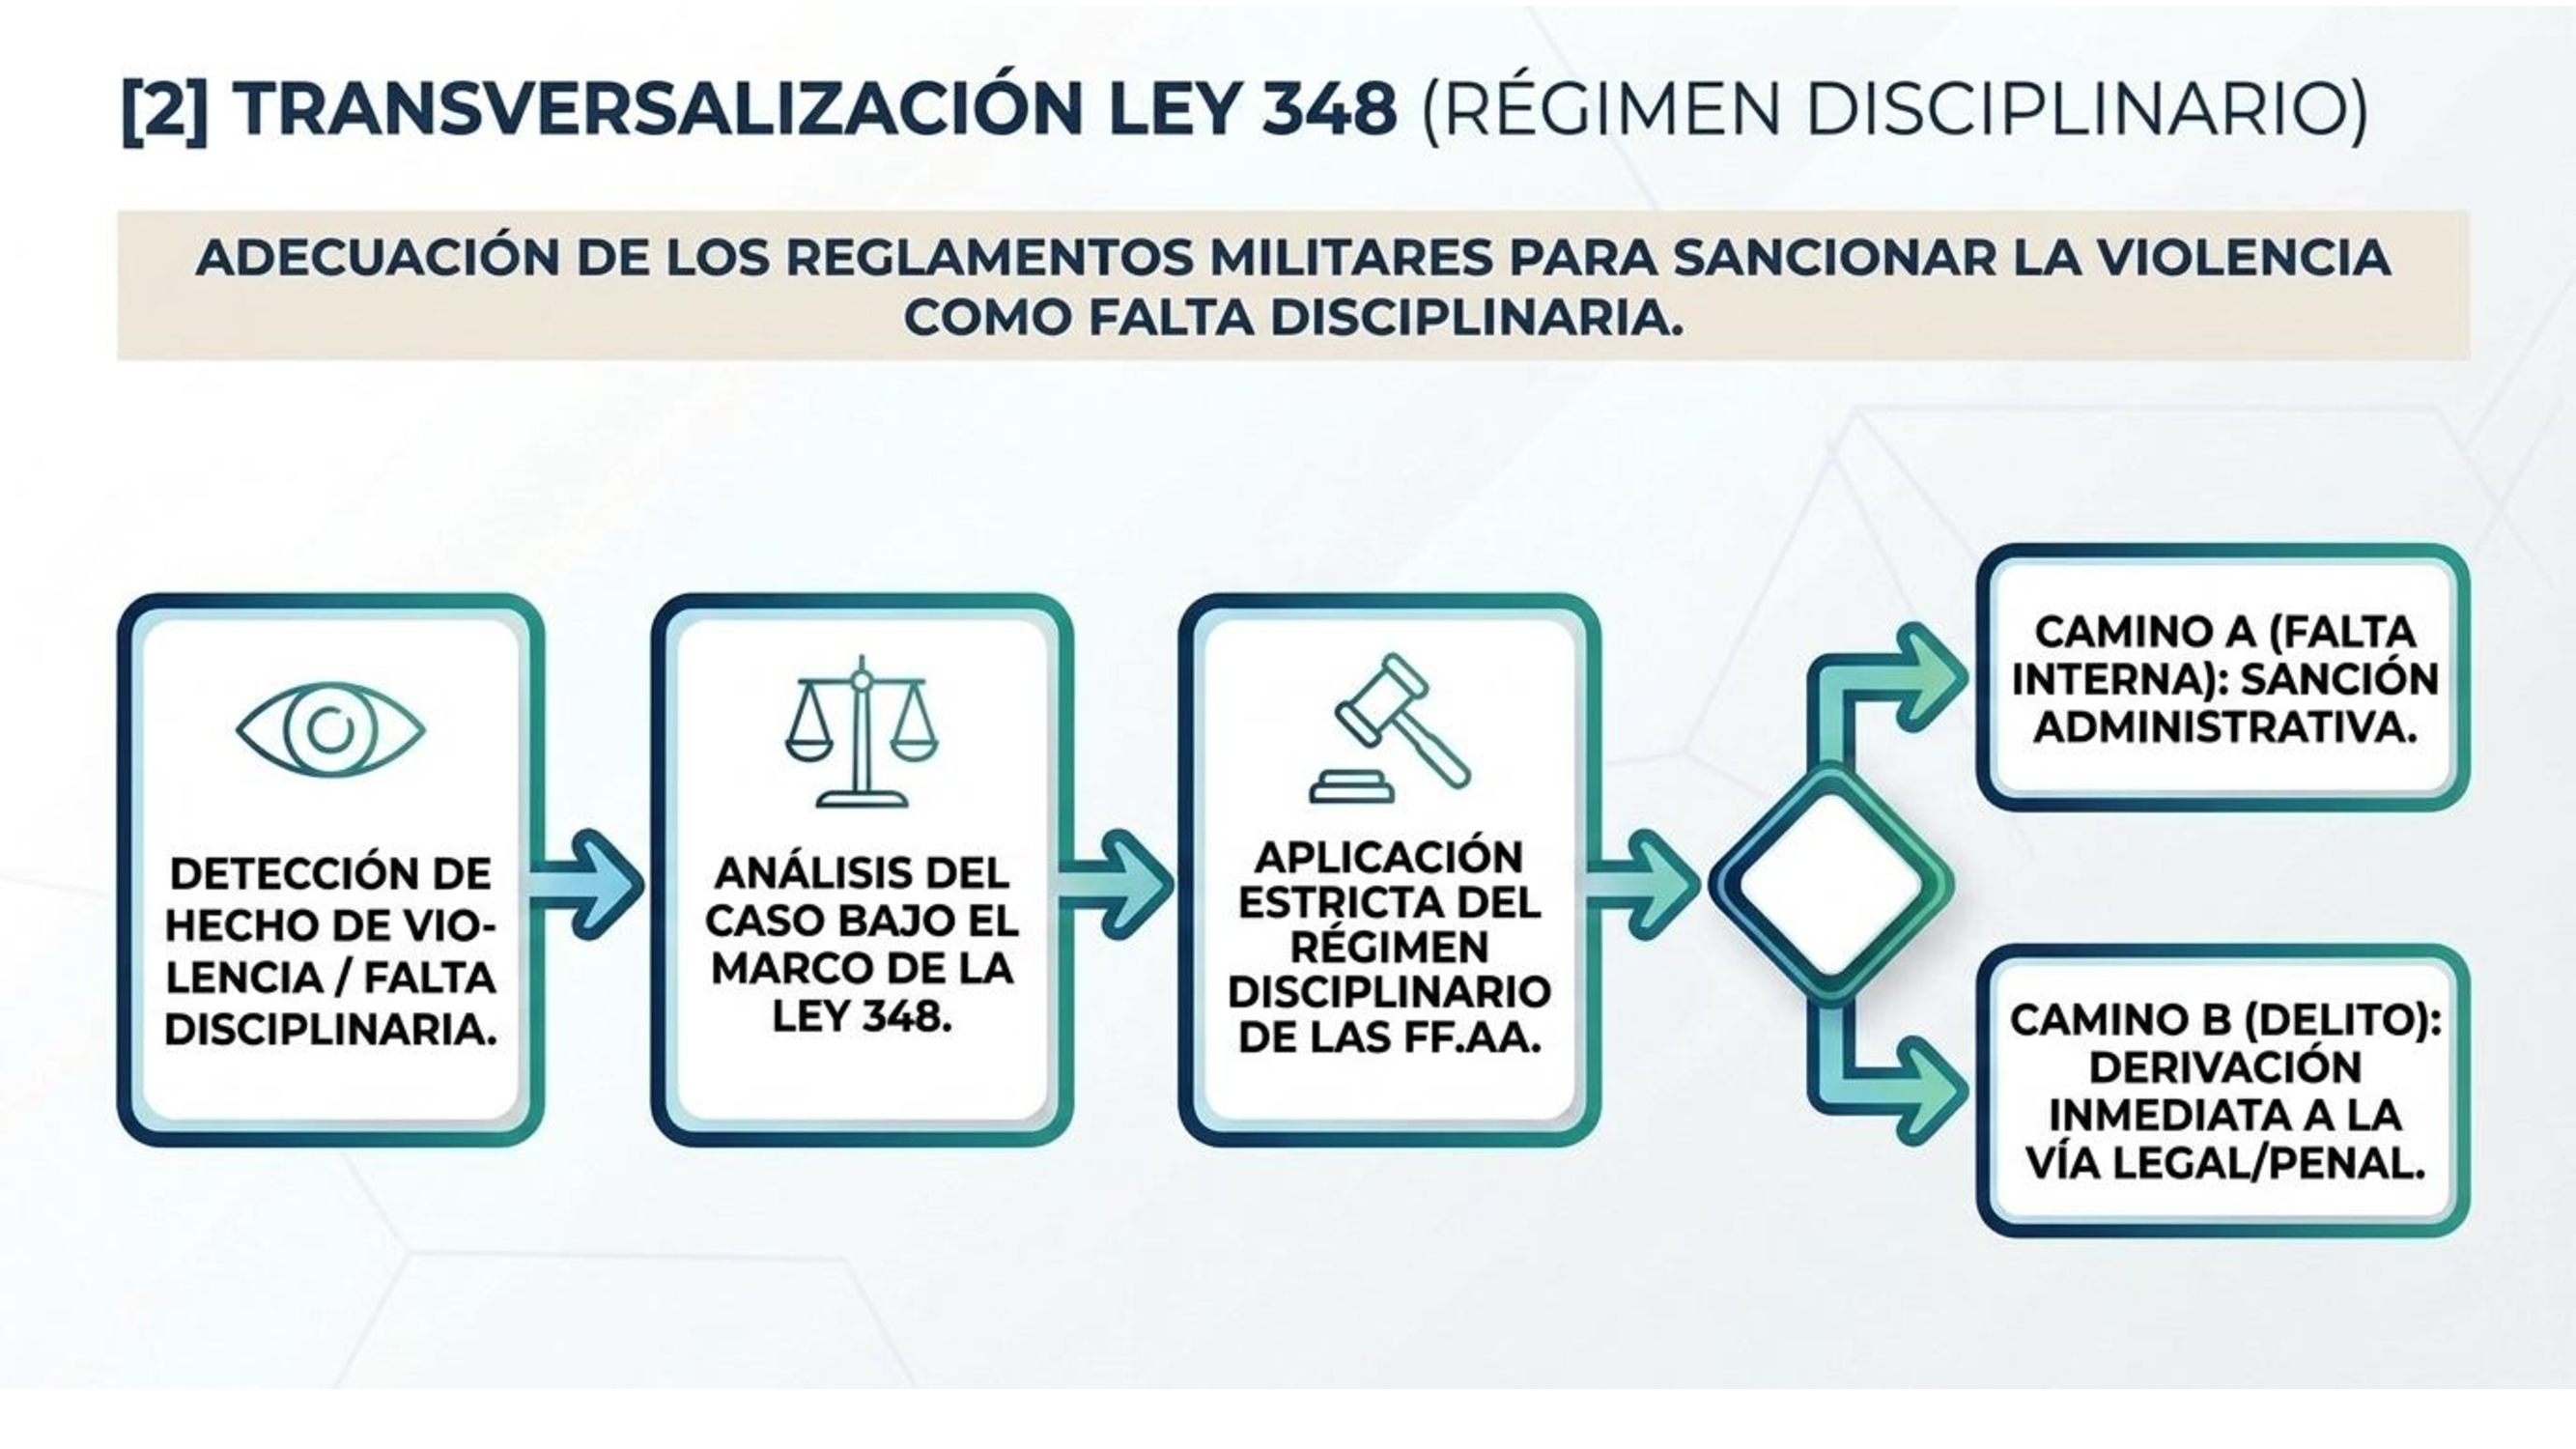 [2] TRANSVERSALIZACIÓN LEY 348 (RÉGIMEN DISCIPLINARIO)
ADECUACIÓN DE LOS REGLAMENTOS MILITARES PARA SANCIONAR LA VIOLENCIA
COMO FALTA DISCIPLINARIA.
DETECCIÓN DE
HECHO DE VIO-
LENCIA / FALTA
DISCIPLINARIA.
ANÁLISIS DEL
CASO BAJO EL
MARCO DE LA
LEY 348.
APLICACIÓN
ESTRICTA DEL
RÉGIMEN
DISCIPLINARIO
DE LAS FF.AA.
CAMINO A (FALTA
INTERNA): SANCIÓN
ADMINISTRATIVA.
CAMINO B (DELITO):
DERIVACIÓN
INMEDIATA A LA
VÍA LEGAL/PENAL.